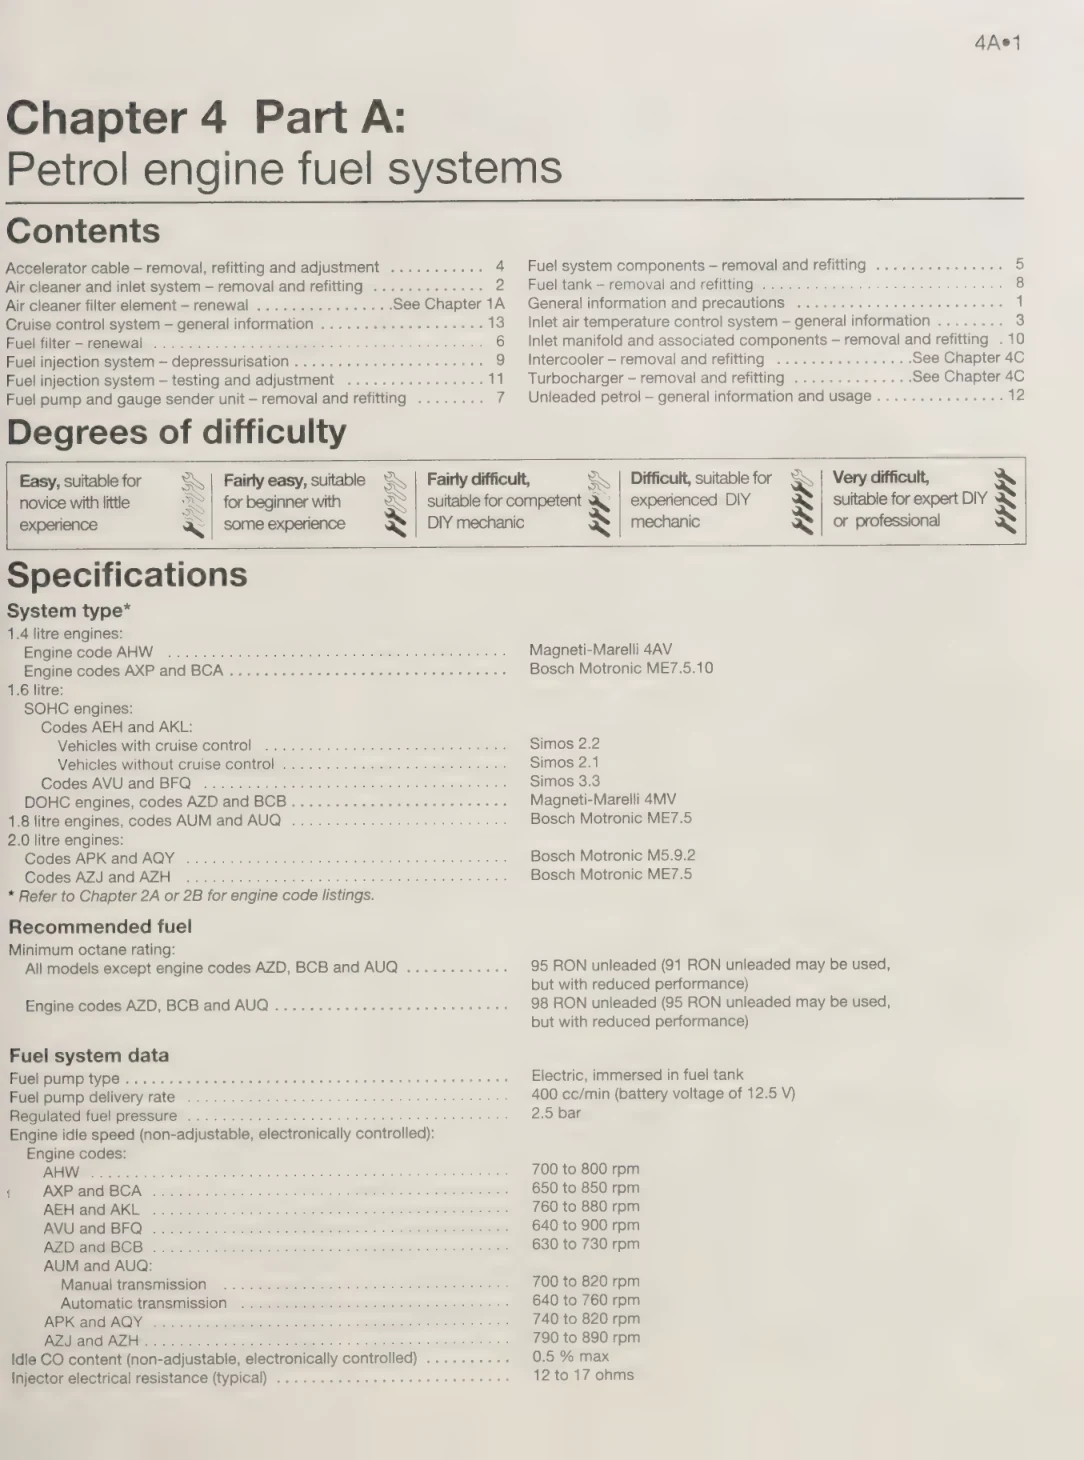 4A•1
Chapter 4 Part A:
Petrol engine fuel systems
Contents
Accelerator cable – removal, refitting and adjustment ........... 4
Air cleaner and inlet system – removal and refitting ............ 2
Air cleaner filter element – renewal ................See Chapter 1A
Cruise control system – general information ................... 13
Fuel filter – renewal ...................................... 6
Fuel injection system – depressurisation ...................... 9
Fuel injection system – testing and adjustment ................ 11
Fuel pump and gauge sender unit – removal and refitting ........ 7
Fuel system components – removal and refitting ............... 5
Fuel tank – removal and refitting ............................ 8
General information and precautions ........................ 1
Inlet air temperature control system – general information ........ 3
Inlet manifold and associated components – removal and refitting . 10
Intercooler – removal and refitting ................See Chapter 4C
Turbocharger – removal and refitting ..............See Chapter 4C
Unleaded petrol – general information and usage ............... 12
Degrees of difficulty
Easy, suitable for
novice with little
experience
Fairly easy, suitable
for beginner with
some experience
Fairly difficult,
suitable for competent
DIY mechanic
Difficult, suitable for
experienced DIY
mechanic
Very difficult,
suitable for expert DIY
or professional
Specifications
System type*
1.4 litre engines:
Engine code AHW ........................................ Magneti-Marelli 4AV
Engine codes AXP and BCA ................................ Bosch Motronic ME7.5.10
1.6 litre:
SOHC engines:
Codes AEH and AKL:
Vehicles with cruise control ............................ Simos 2.2
Vehicles without cruise control .......................... Simos 2.1
Codes AVU and BFQ .................................... Simos 3.3
DOHC engines, codes AZD and BCB ......................... Magneti-Marelli 4MV
1.8 litre engines, codes AUM and AUQ ......................... Bosch Motronic ME7.5
2.0 litre engines:
Codes APK and AQY ...................................... Bosch Motronic M5.9.2
Codes AZJ and AZH ...................................... Bosch Motronic ME7.5
* Refer to Chapter 2A or 2B for engine code listings.
Recommended fuel
Minimum octane rating:
All models except engine codes AZD, BCB and AUQ ............ 95 RON unleaded (91 RON unleaded may be used,
but with reduced performance)
Engine codes AZD, BCB and AUQ ........................... 98 RON unleaded (95 RON unleaded may be used,
but with reduced performance)
Fuel system data
Fuel pump type ............................................ Electric, immersed in fuel tank
Fuel pump delivery rate ..................................... 400 cc/min (battery voltage of 12.5 V)
Regulated fuel pressure ..................................... 2.5 bar
Engine idle speed (non-adjustable, electronically controlled):
Engine codes:
AHW ................................................ 700 to 800 rpm
AXP and BCA ......................................... 650 to 850 rpm
AEH and AKL ......................................... 760 to 880 rpm
AVU and BFQ ......................................... 640 to 900 rpm
AZD and BCB ......................................... 630 to 730 rpm
AUM and AUQ:
Manual transmission ................................. 700 to 820 rpm
Automatic transmission .............................. 640 to 760 rpm
APK and AQY ......................................... 740 to 820 rpm
AZJ and AZH .......................................... 790 to 890 rpm
Idle CO content (non-adjustable, electronically controlled) .......... 0.5 % max
Injector electrical resistance (typical) ........................... 12 to 17 ohms